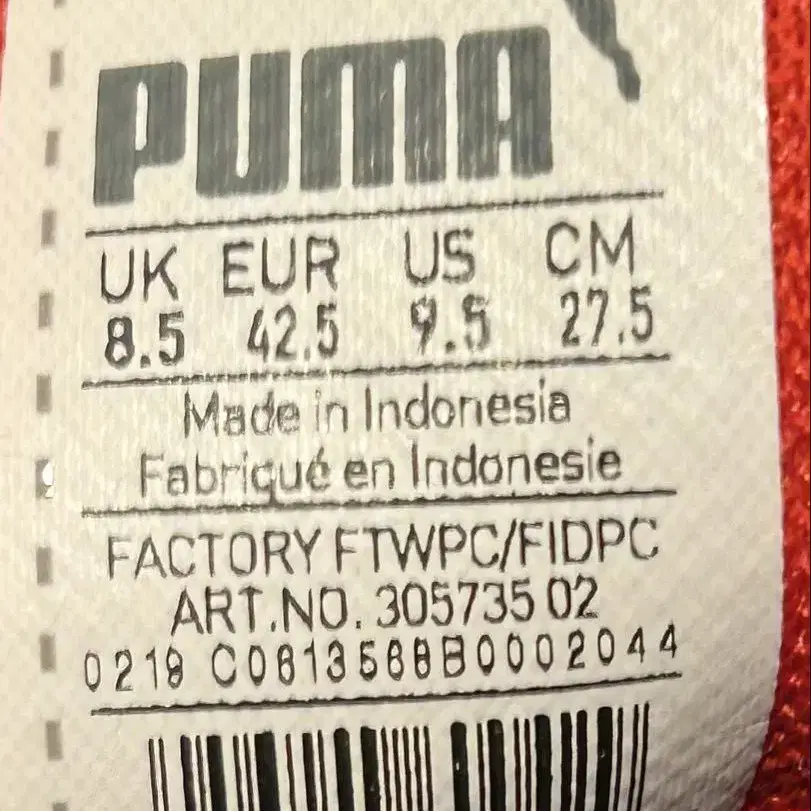 PUMA
UK EUR US CM
8.5 42.5 9.5 27.5
Made in Indonesia
Fabriqué en Indonesie
FACTORY FTWPC/FIDPC
ART.NO. 305735 02
0219 C0613568B0002044